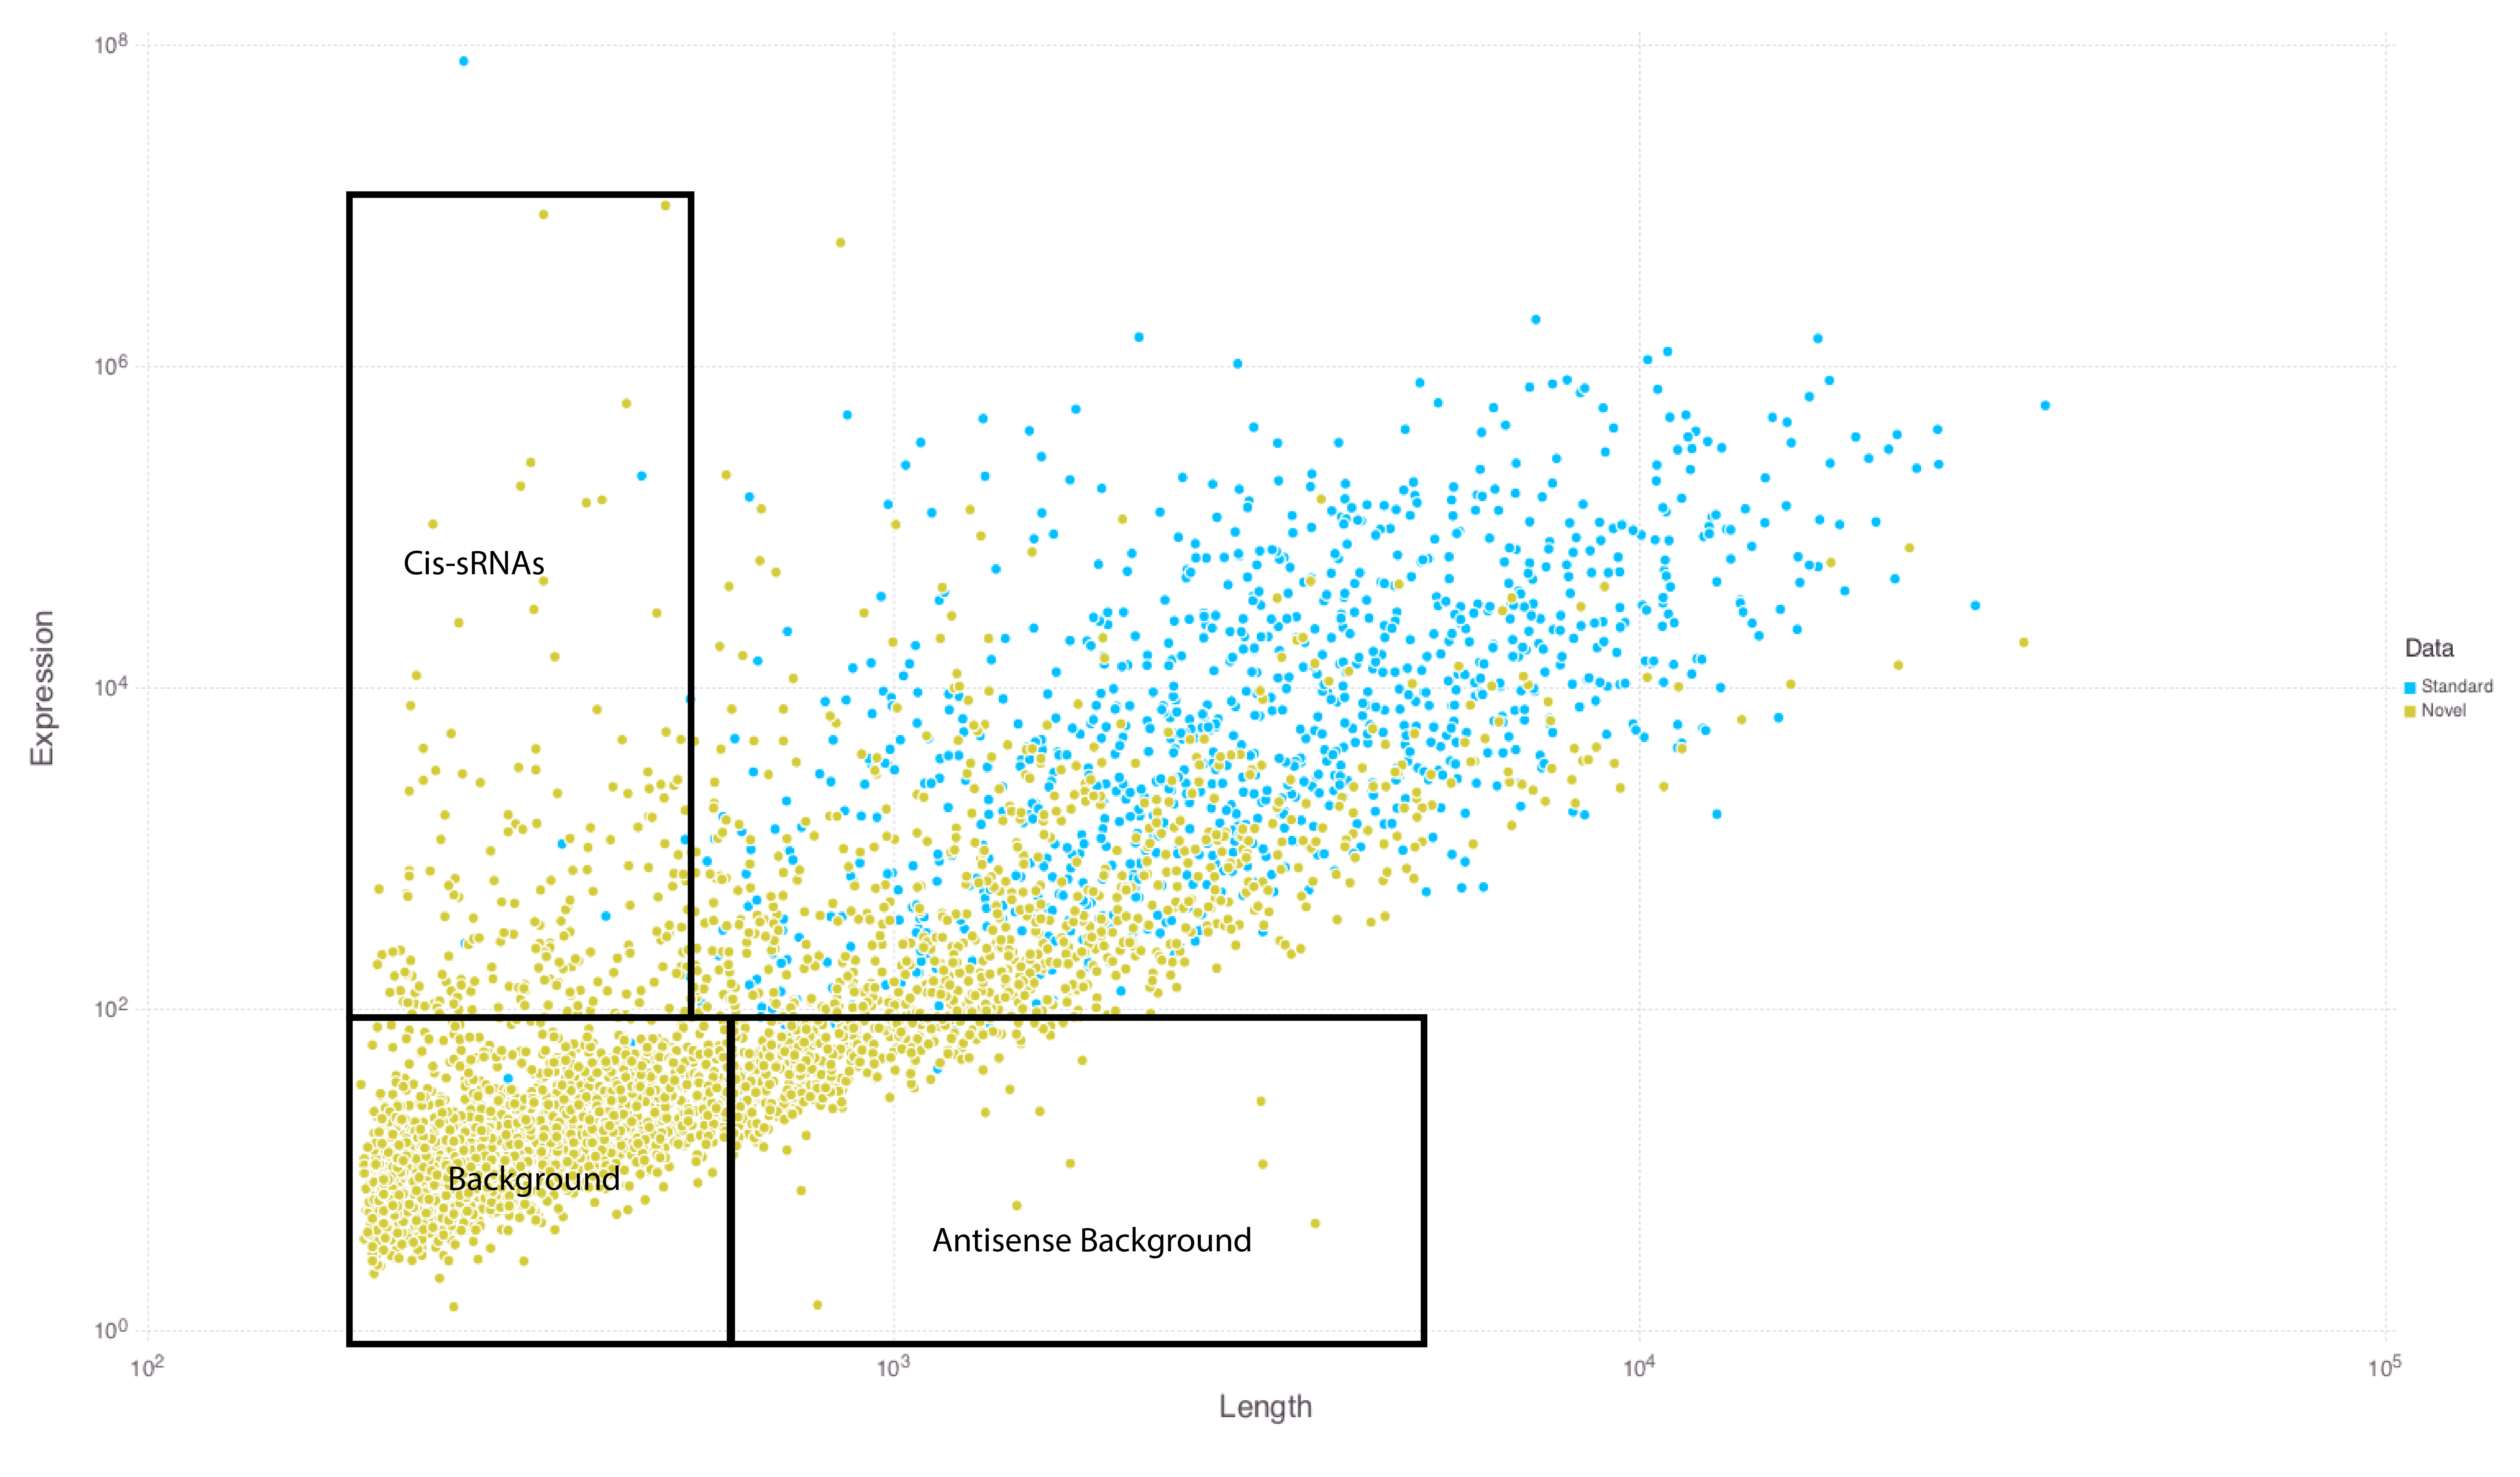 10⁸
10⁶
10⁴
10²
10⁰
Expression
Cis-sRNAs
Background
Antisense Background
10²
10³
10⁴
10⁵
Length
Data
Standard
Novel